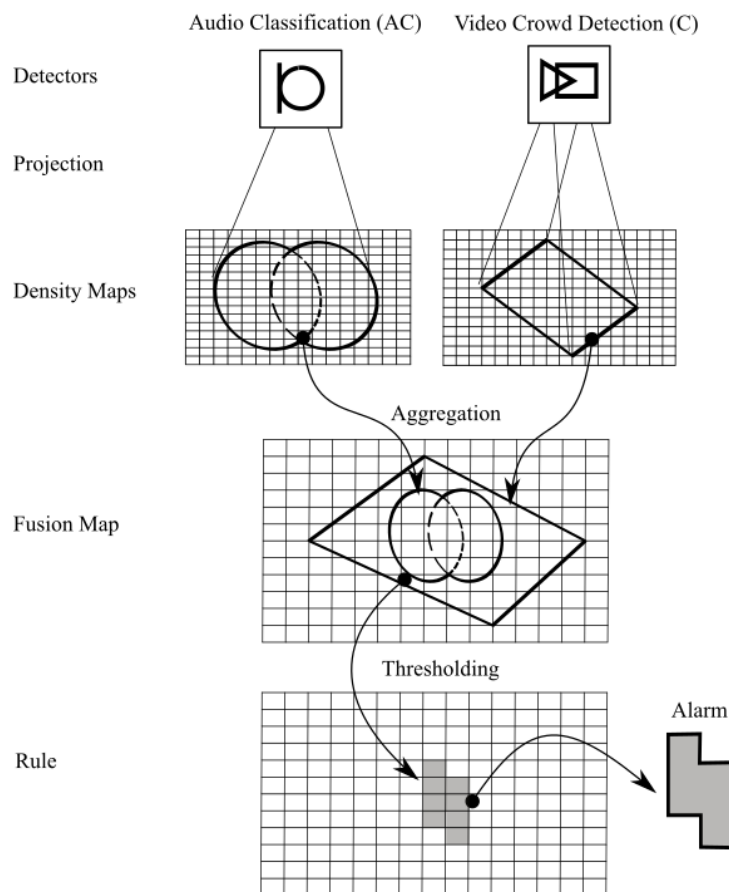 Audio Classification (AC)
Video Crowd Detection (C)
Detectors
Projection
Density Maps
Aggregation
Fusion Map
Thresholding
Alarm
Rule